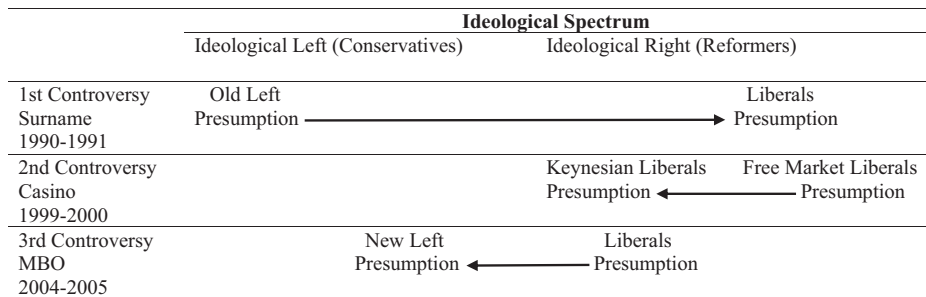 Ideological Spectrum
Ideological Left (Conservatives) Ideological Right (Reformers)
1st Controversy Old Left Liberals
Surname Presumption Presumption
1990-1991
2nd Controversy Keynesian Liberals Free Market Liberals
Casino Presumption Presumption
1999-2000
3rd Controversy New Left Liberals
MBO Presumption Presumption
2004-2005